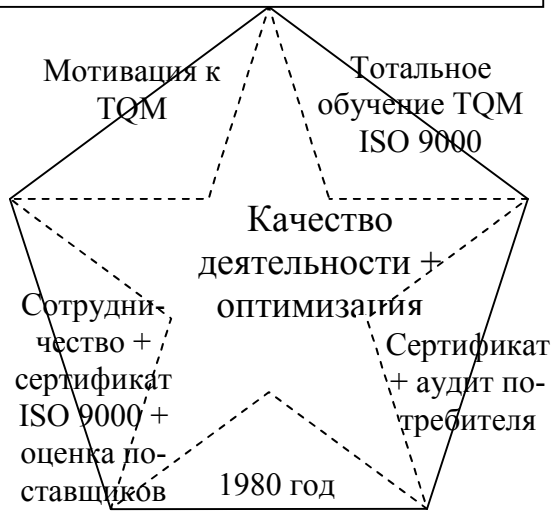 Мотивация к
TQM
Тотальное
обучение TQM
ISO 9000
Качество
деятельности +
оптимизация
Сотрудни-
чество +
сертификат
ISO 9000 +
оценка по-
ставщиков
Сертификат
+ аудит по-
требителя
1980 год